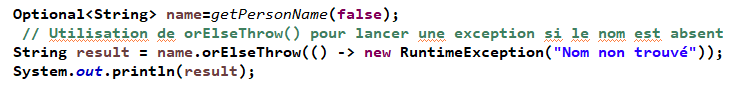 Optional<String> name=getPersonName(false);
// Utilisation de orElseThrow() pour lancer une exception si le nom est absent
String result = name.orElseThrow(() -> new RuntimeException("Nom non trouvé"));
System.out.println(result);